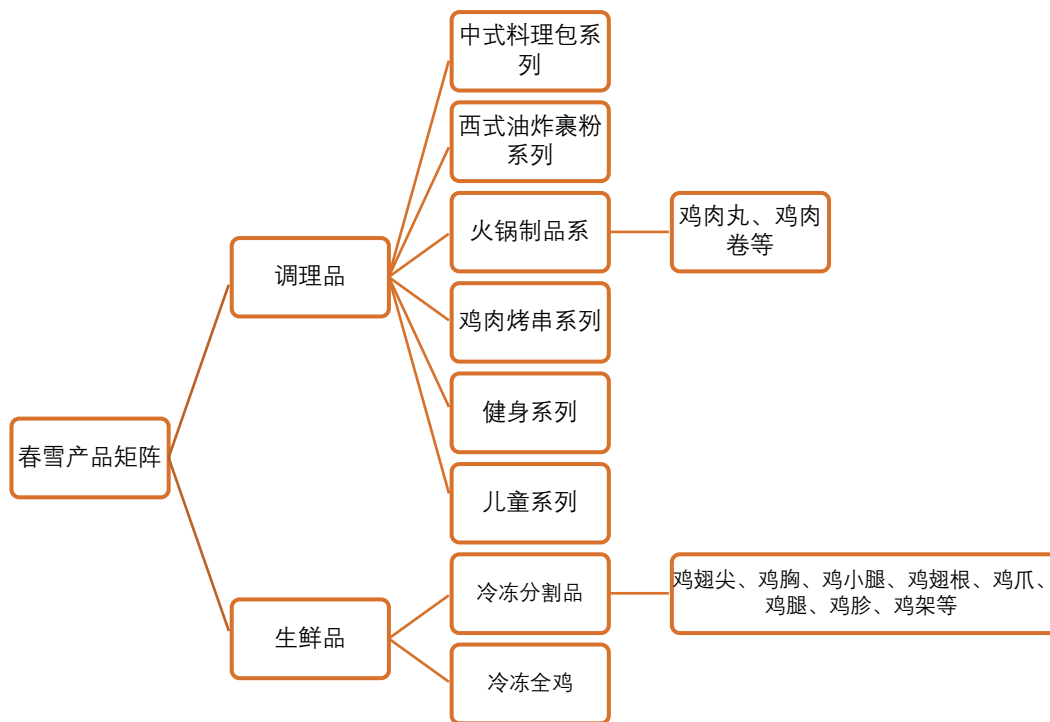 中式料理包系
列
西式油炸裹粉
系列
火锅制品系
鸡肉丸、鸡肉
卷等
调理品
鸡肉烤串系列
健身系列
春雪产品矩阵
儿童系列
冷冻分割品
鸡翅尖、鸡胸、鸡小腿、鸡翅根、鸡爪、
鸡腿、鸡胗、鸡架等
生鲜品
冷冻全鸡